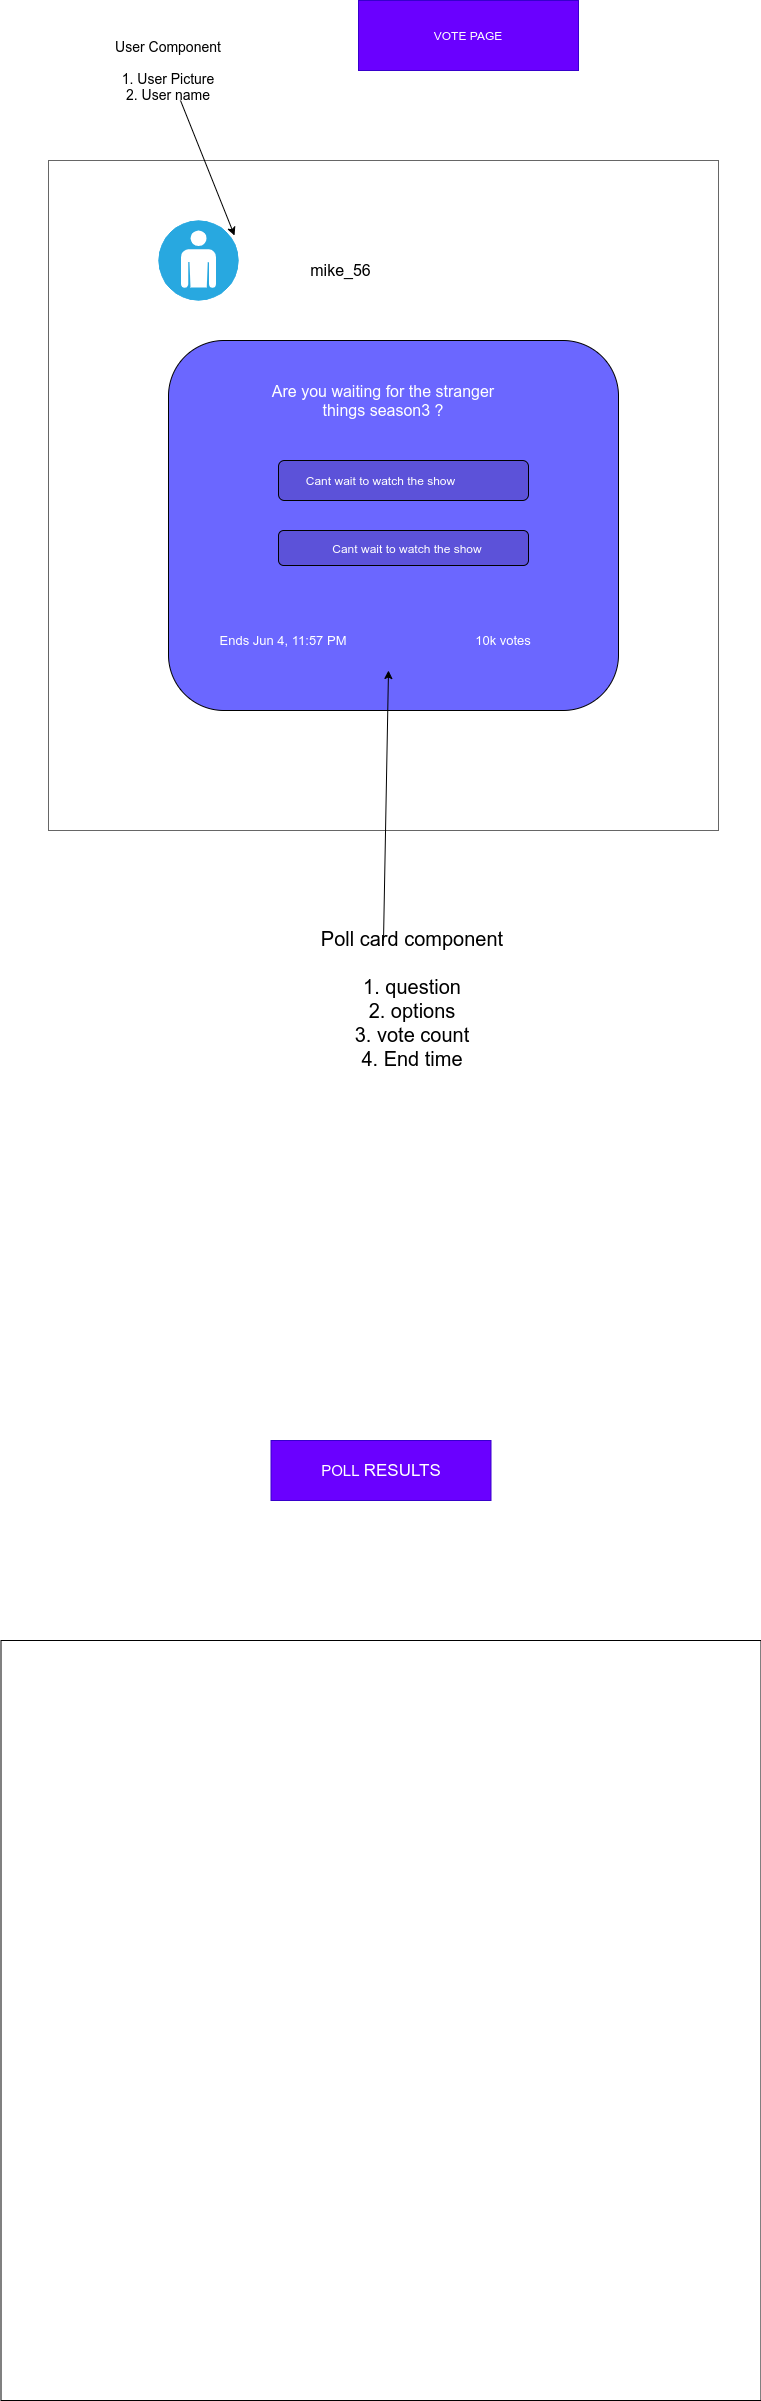 VOTE PAGE
User Component
1. User Picture
2. User name
mike_56
Are you waiting for the stranger
things season3 ?
Cant wait to watch the show
Cant wait to watch the show
Ends Jun 4, 11:57 PM
10k votes
Poll card component
1. question
2. options
3. vote count
4. End time
POLL RESULTS